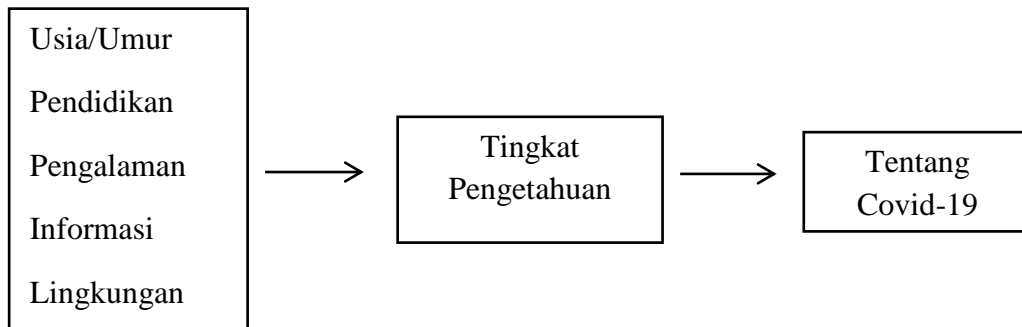 Usia/Umur
Pendidikan
Pengalaman
Informasi
Lingkungan
Tingkat
Pengetahuan
Tentang
Covid-19